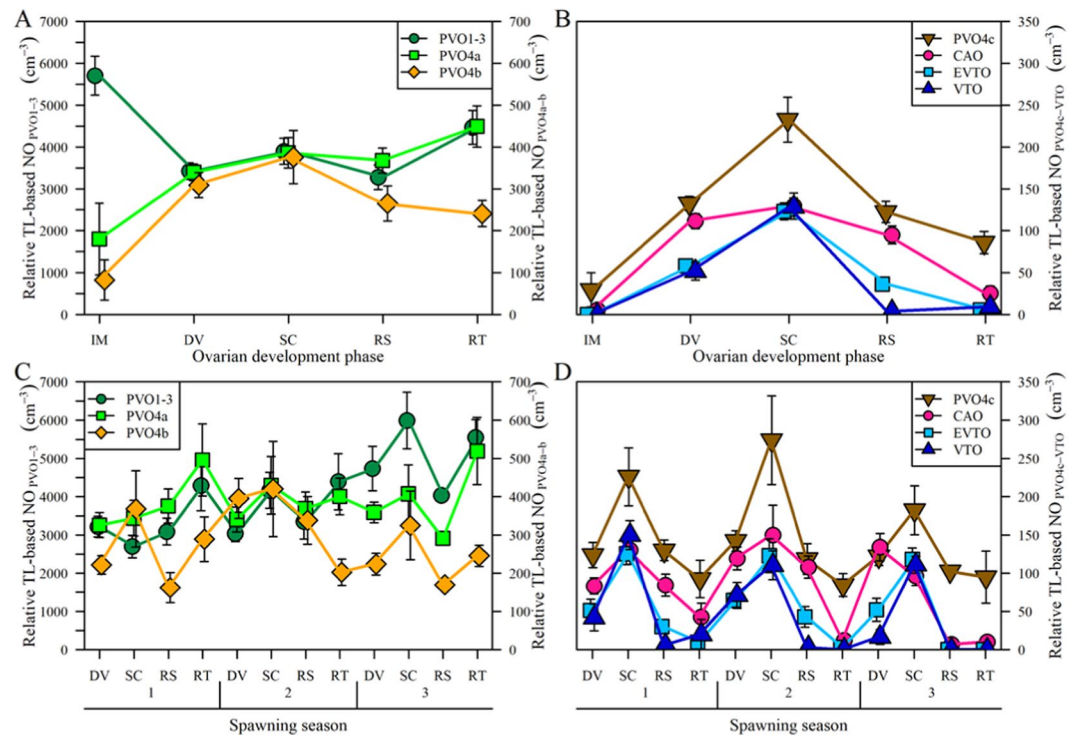 A
Relative TL-based NO PVO1–3 (cm⁻³)
7000
6000
5000
4000
3000
2000
1000
0
PVO1-3
PVO4a
PVO4b
700
600
500
400
300
200
100
0
Relative TL-based NO PVO4a–b (cm⁻³)
IM DV SC RS RT
Ovarian development phase
B
PVO4c
CAO
EVTO
VTO
350
300
250
200
150
100
50
0
Relative TL-based NO PVO4c–VTO (cm⁻³)
IM DV SC RS RT
Ovarian development phase
C
Relative TL-based NO PVO1–3 (cm⁻³)
7000
6000
5000
4000
3000
2000
1000
0
PVO1-3
PVO4a
PVO4b
700
600
500
400
300
200
100
0
Relative TL-based NO PVO4a–b (cm⁻³)
DV SC RS RT DV SC RS RT DV SC RS RT
1 2 3
Spawning season
D
PVO4c
CAO
EVTO
VTO
350
300
250
200
150
100
50
0
Relative TL-based NO PVO4c–VTO (cm⁻³)
DV SC RS RT DV SC RS RT DV SC RS RT
1 2 3
Spawning season